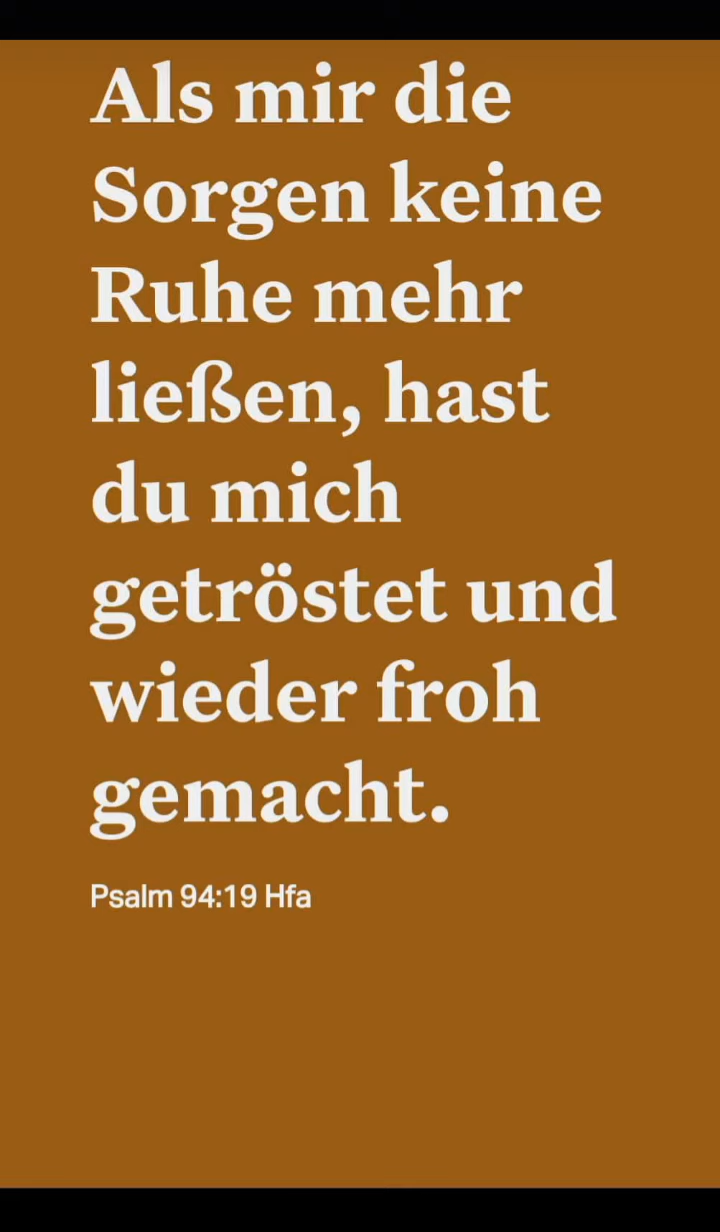 Als mir die
Sorgen keine
Ruhe mehr
ließen, hast
du mich
getröstet und
wieder froh
gemacht.
Psalm 94:19 Hfa